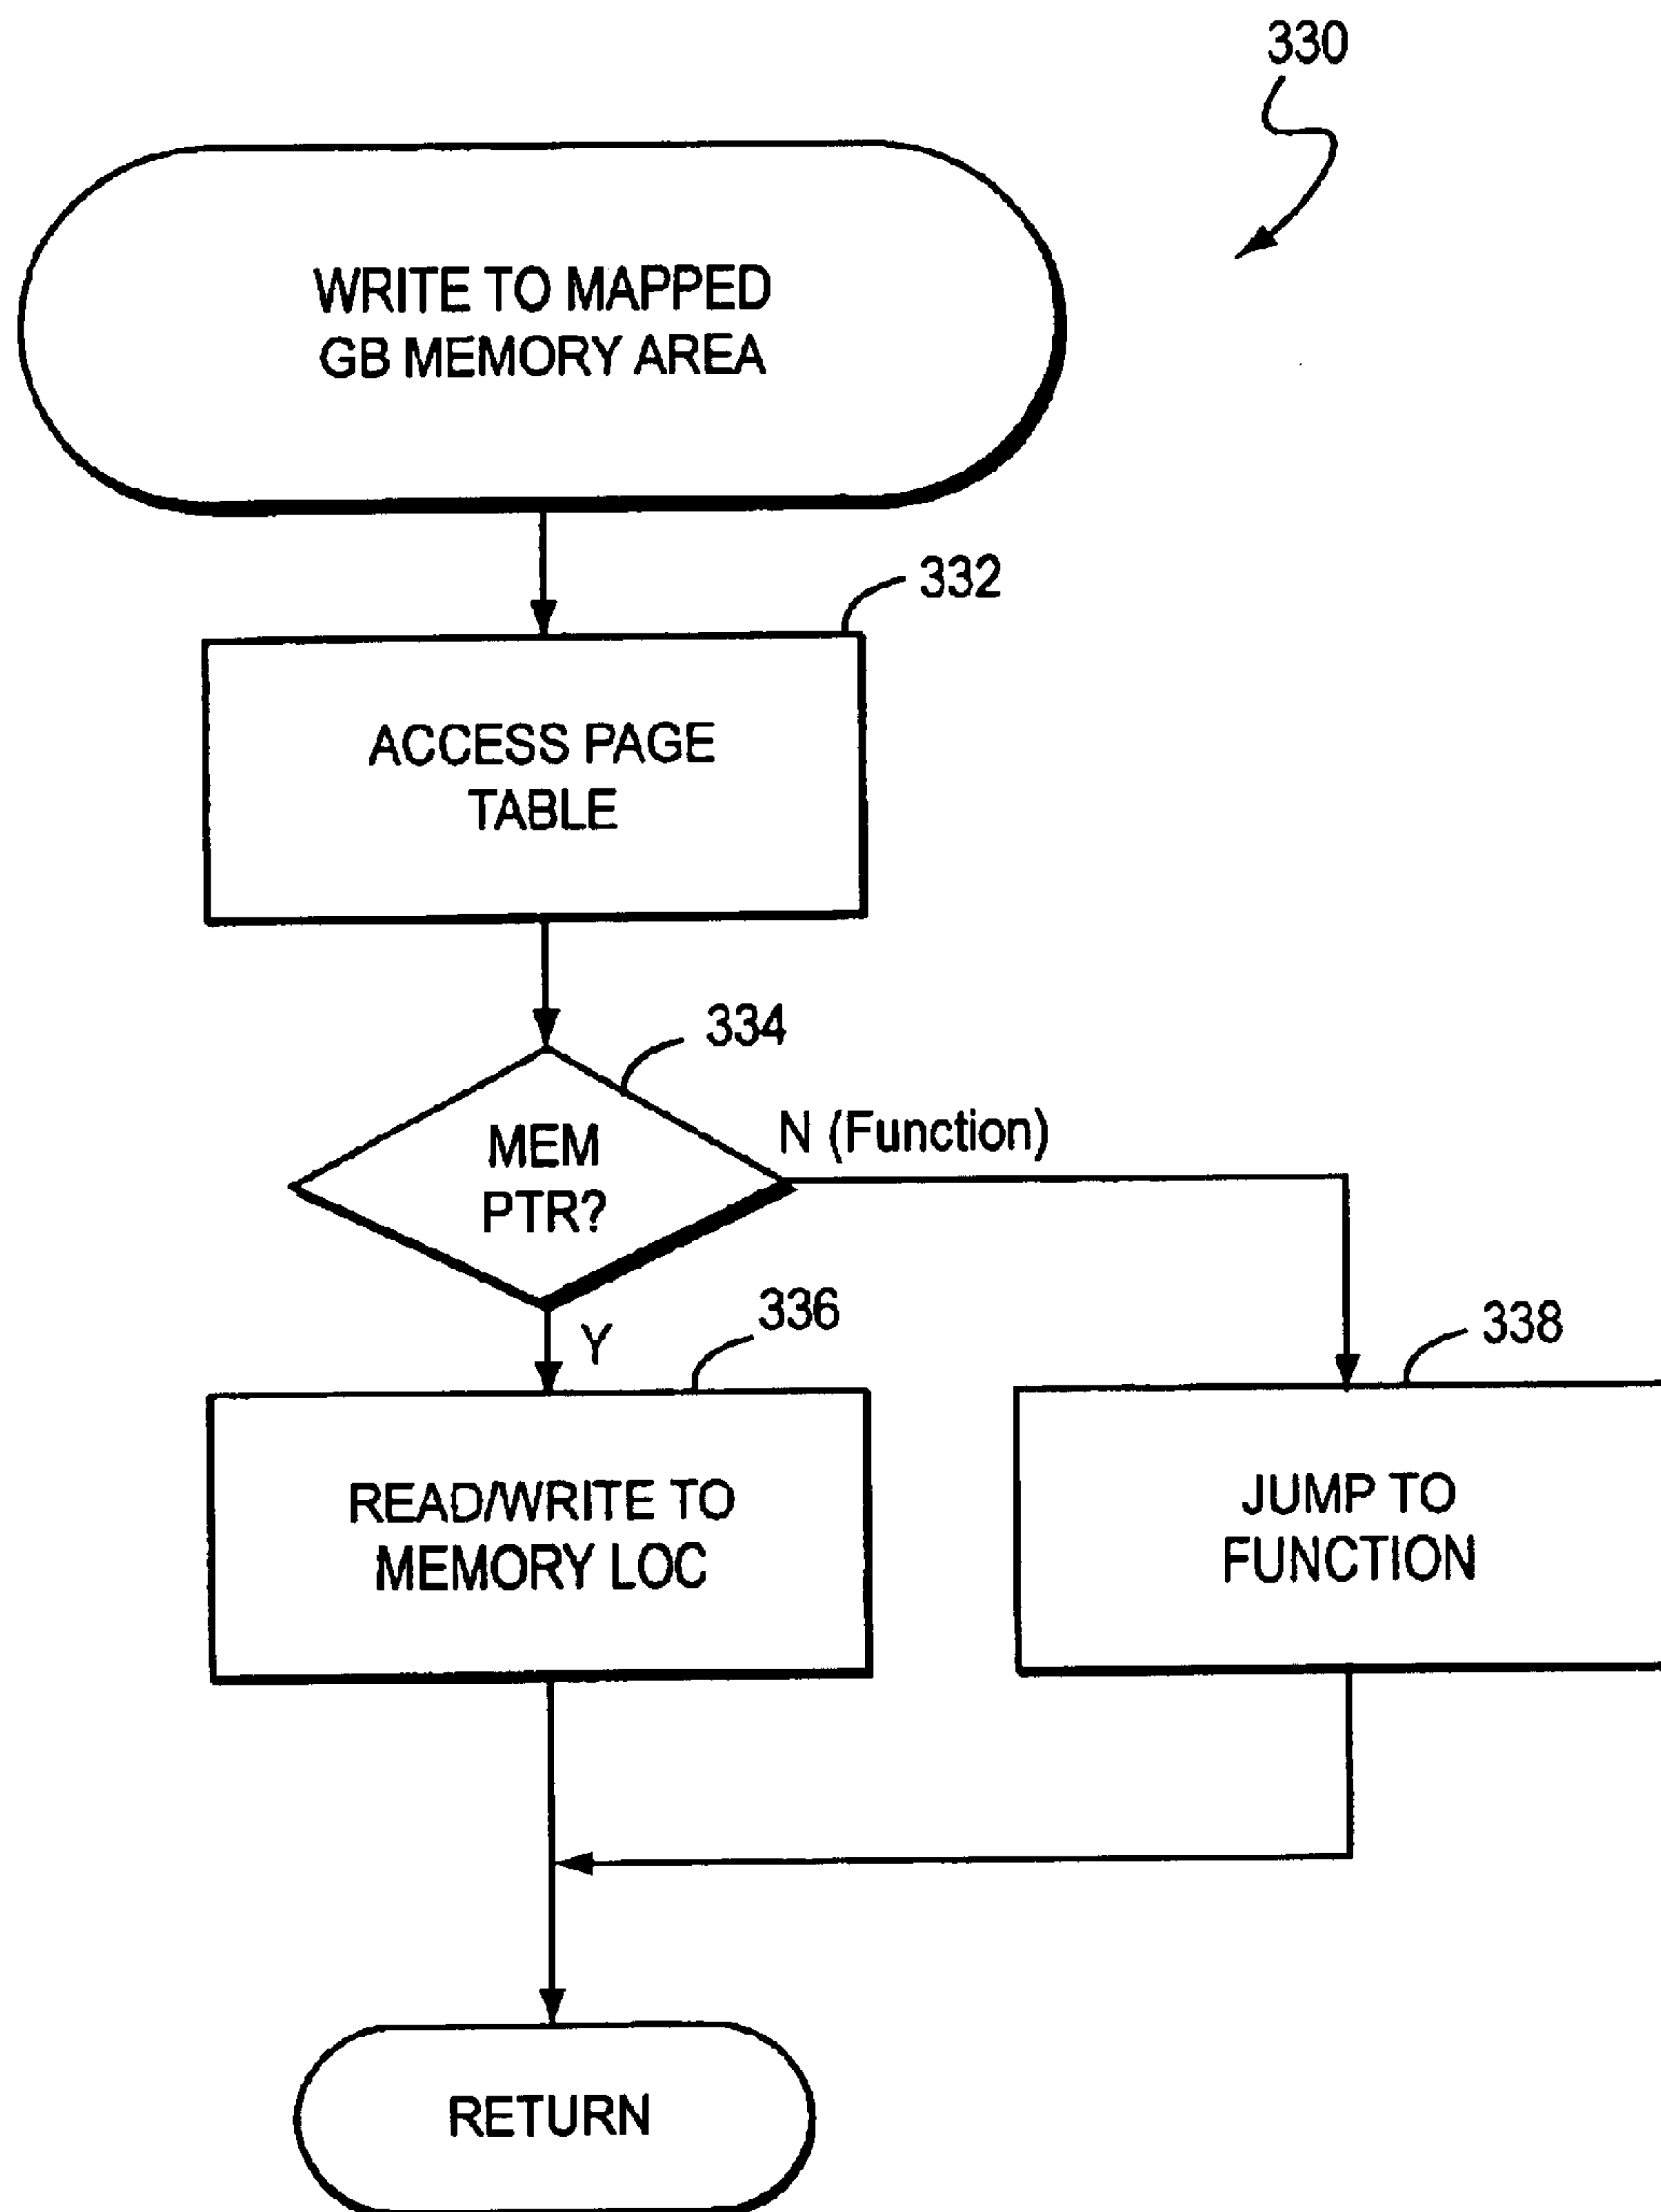 330
WRITE TO MAPPED
GB MEMORY AREA
332
ACCESS PAGE
TABLE
334
MEM
PTR?
N (Function)
Y
336
338
READ/WRITE TO
MEMORY LOC
JUMP TO
FUNCTION
RETURN